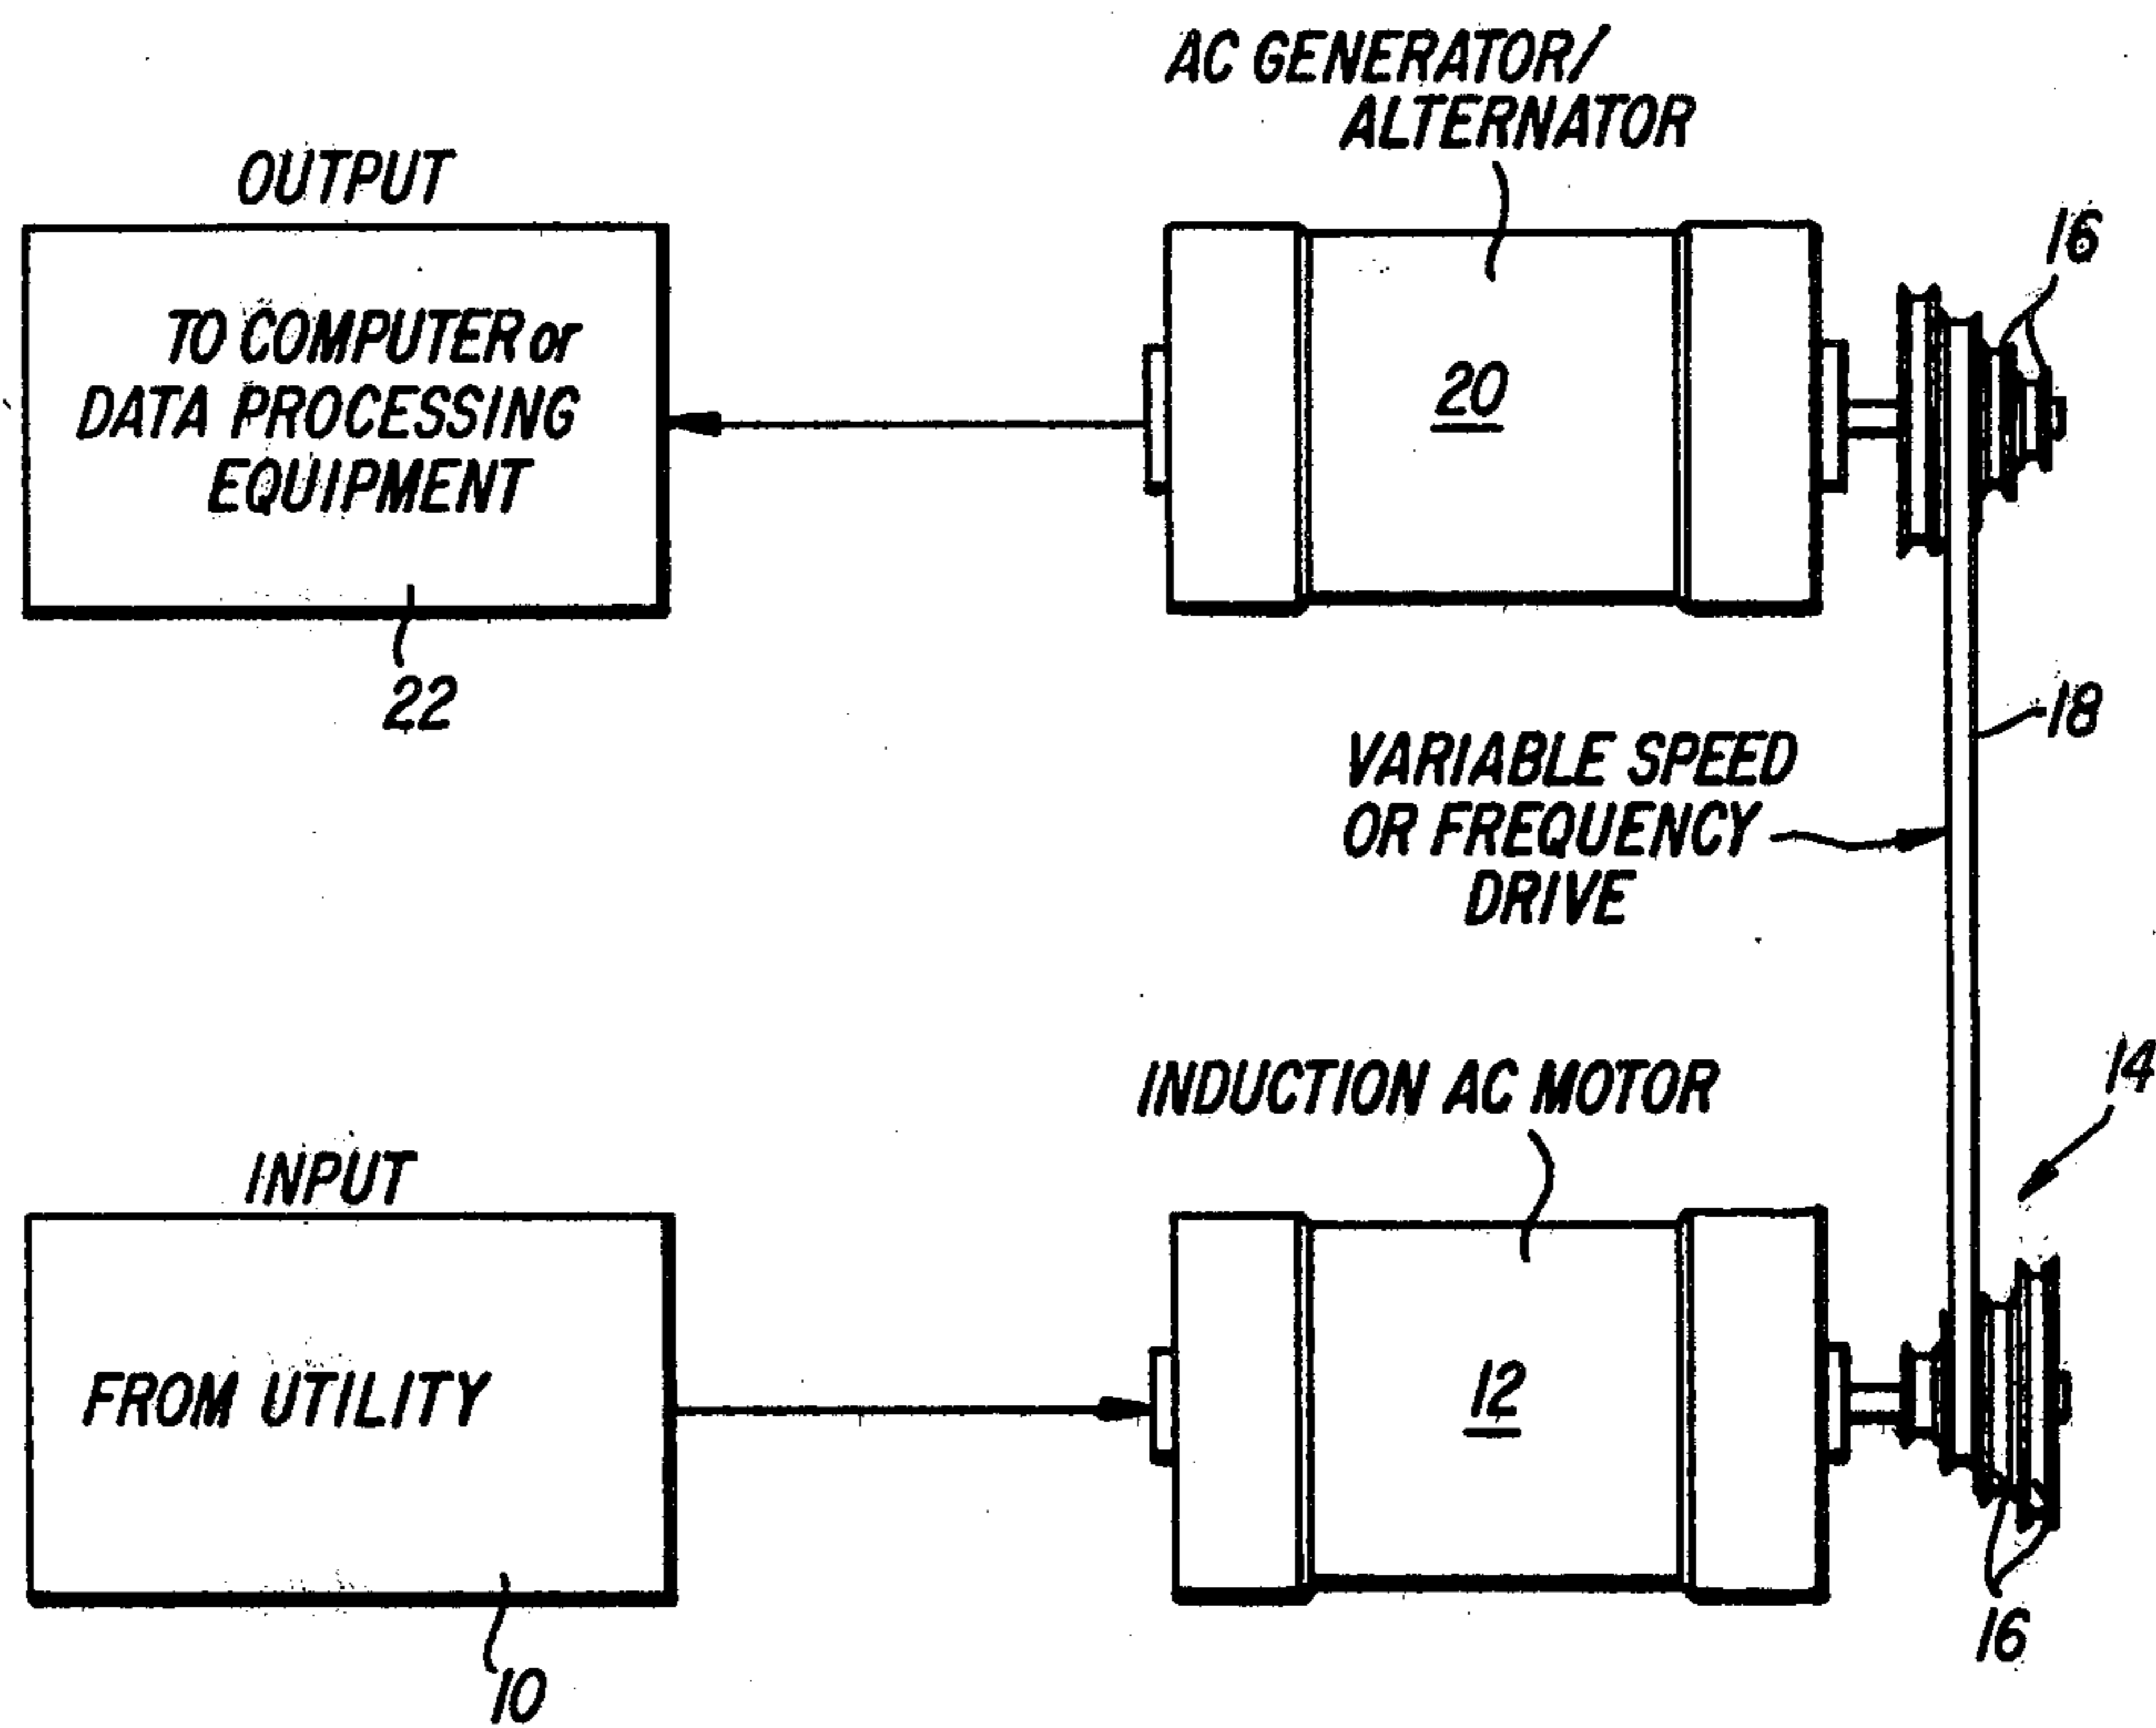 AC GENERATOR/
ALTERNATOR
OUTPUT
TO COMPUTER or
DATA PROCESSING
EQUIPMENT
22
20
16
18
VARIABLE SPEED
OR FREQUENCY
DRIVE
14
INDUCTION AC MOTOR
INPUT
FROM UTILITY
10
12
16